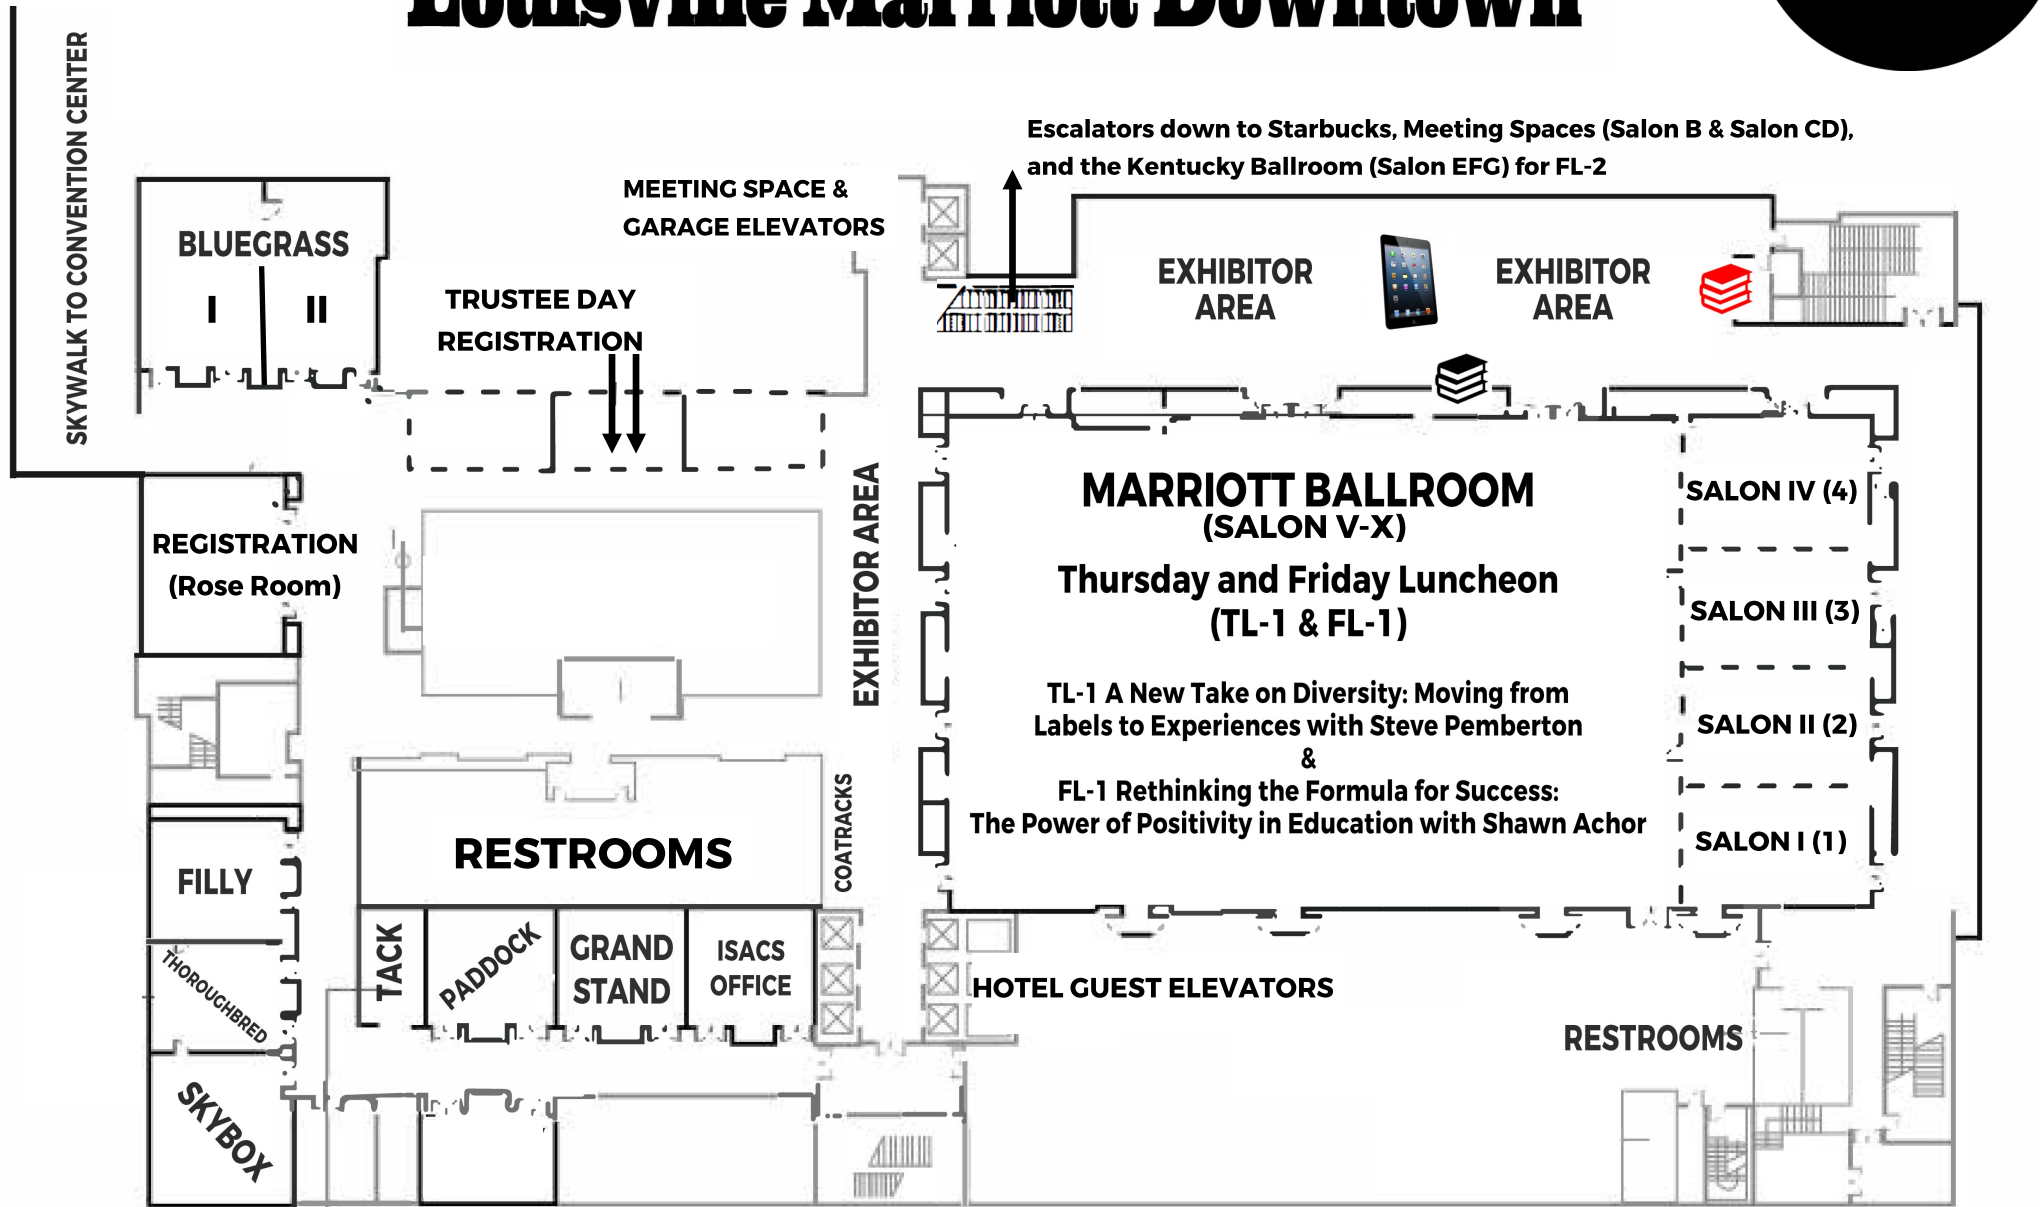 Louisville Marriott Downtown
SKYWALK TO CONVENTION CENTER
Escalators down to Starbucks, Meeting Spaces (Salon B & Salon CD),
and the Kentucky Ballroom (Salon EFG) for FL-2
MEETING SPACE &
GARAGE ELEVATORS
BLUEGRASS
I
II
TRUSTEE DAY
REGISTRATION
EXHIBITOR
AREA
EXHIBITOR
AREA
REGISTRATION
(Rose Room)
EXHIBITOR AREA
MARRIOTT BALLROOM
(SALON V-X)
Thursday and Friday Luncheon
(TL-1 & FL-1)
TL-1 A New Take on Diversity: Moving from
Labels to Experiences with Steve Pemberton
&
FL-1 Rethinking the Formula for Success:
The Power of Positivity in Education with Shawn Achor
SALON IV (4)
SALON III (3)
SALON II (2)
SALON I (1)
RESTROOMS
COATRACKS
FILLY
THOROUGHBRED
SKYBOX
TACK
PADDOCK
GRAND
STAND
ISACS
OFFICE
HOTEL GUEST ELEVATORS
RESTROOMS